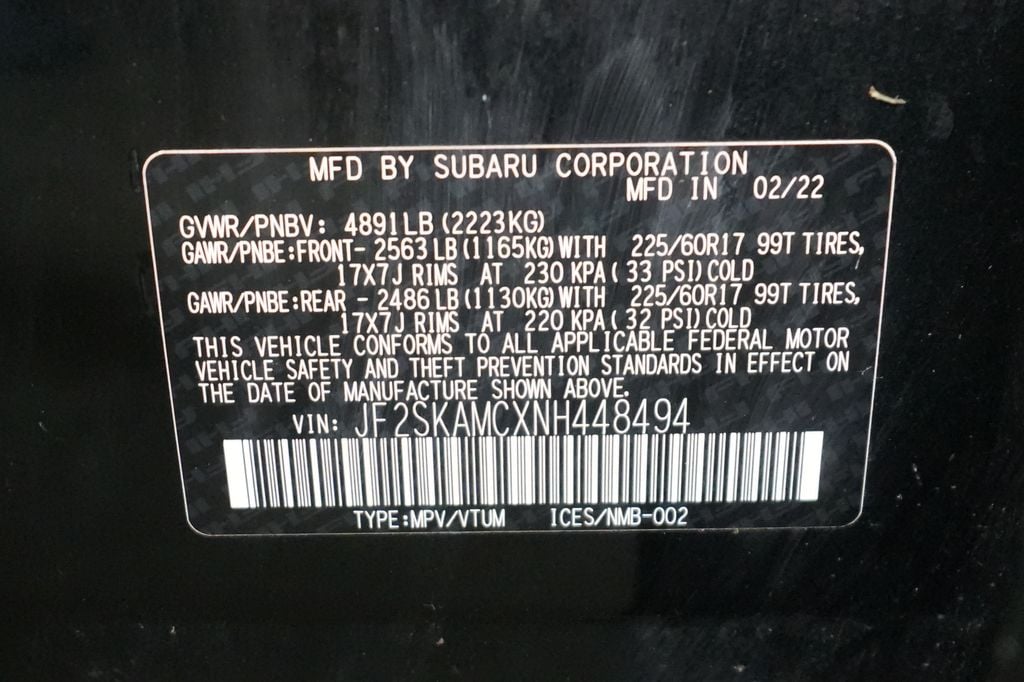 MFD BY SUBARU CORPORATION
MFD IN 02/22
GVWR/PNBV: 4891LB (2223KG)
GAWR/PNBE:FRONT- 2563 LB (1165KG) WITH 225/60R17 99T TIRES,
17X7J RIMS AT 230 KPA ( 33 PSI) COLD
GAWR/PNBE:REAR - 2486 LB (1130KG) WITH 225/60R17 99T TIRES,
17X7J RIMS AT 220 KPA ( 32 PSI) COLD
THIS VEHICLE CONFORMS TO ALL APPLICABLE FEDERAL MOTOR
VEHICLE SAFETY AND THEFT PREVENTION STANDARDS IN EFFECT ON
THE DATE OF MANUFACTURE SHOWN ABOVE.
VIN: JF2SKAMCXNH448494
TYPE:MPV/VTUM ICES/NMB-002